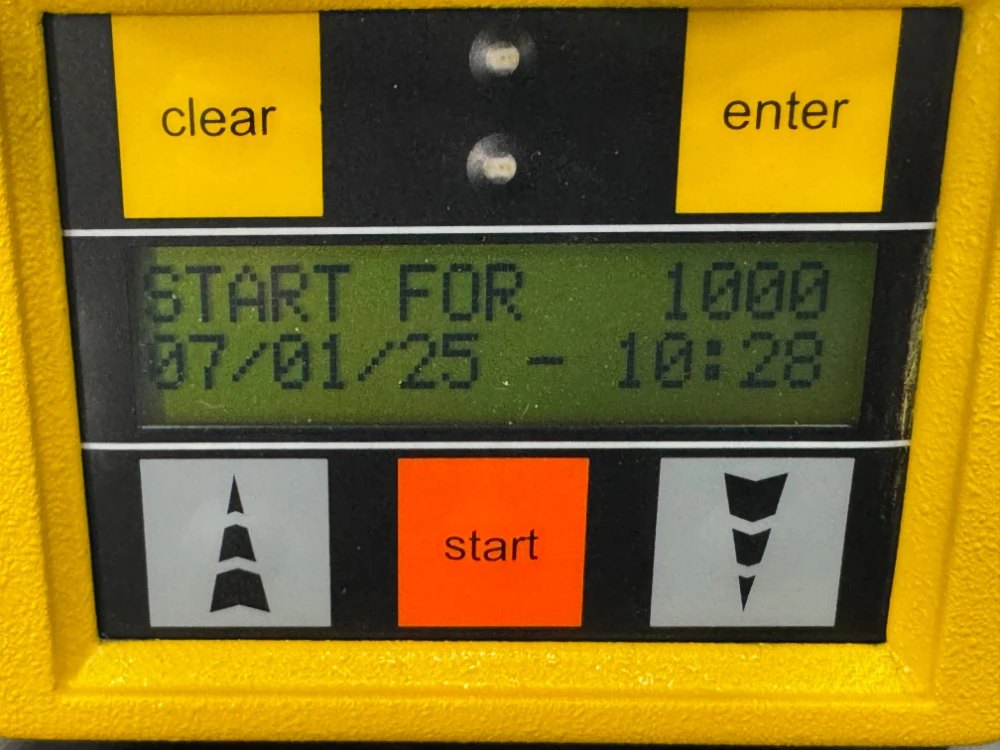 clear enter
START FOR 1000
07/01/25 - 10:28
start